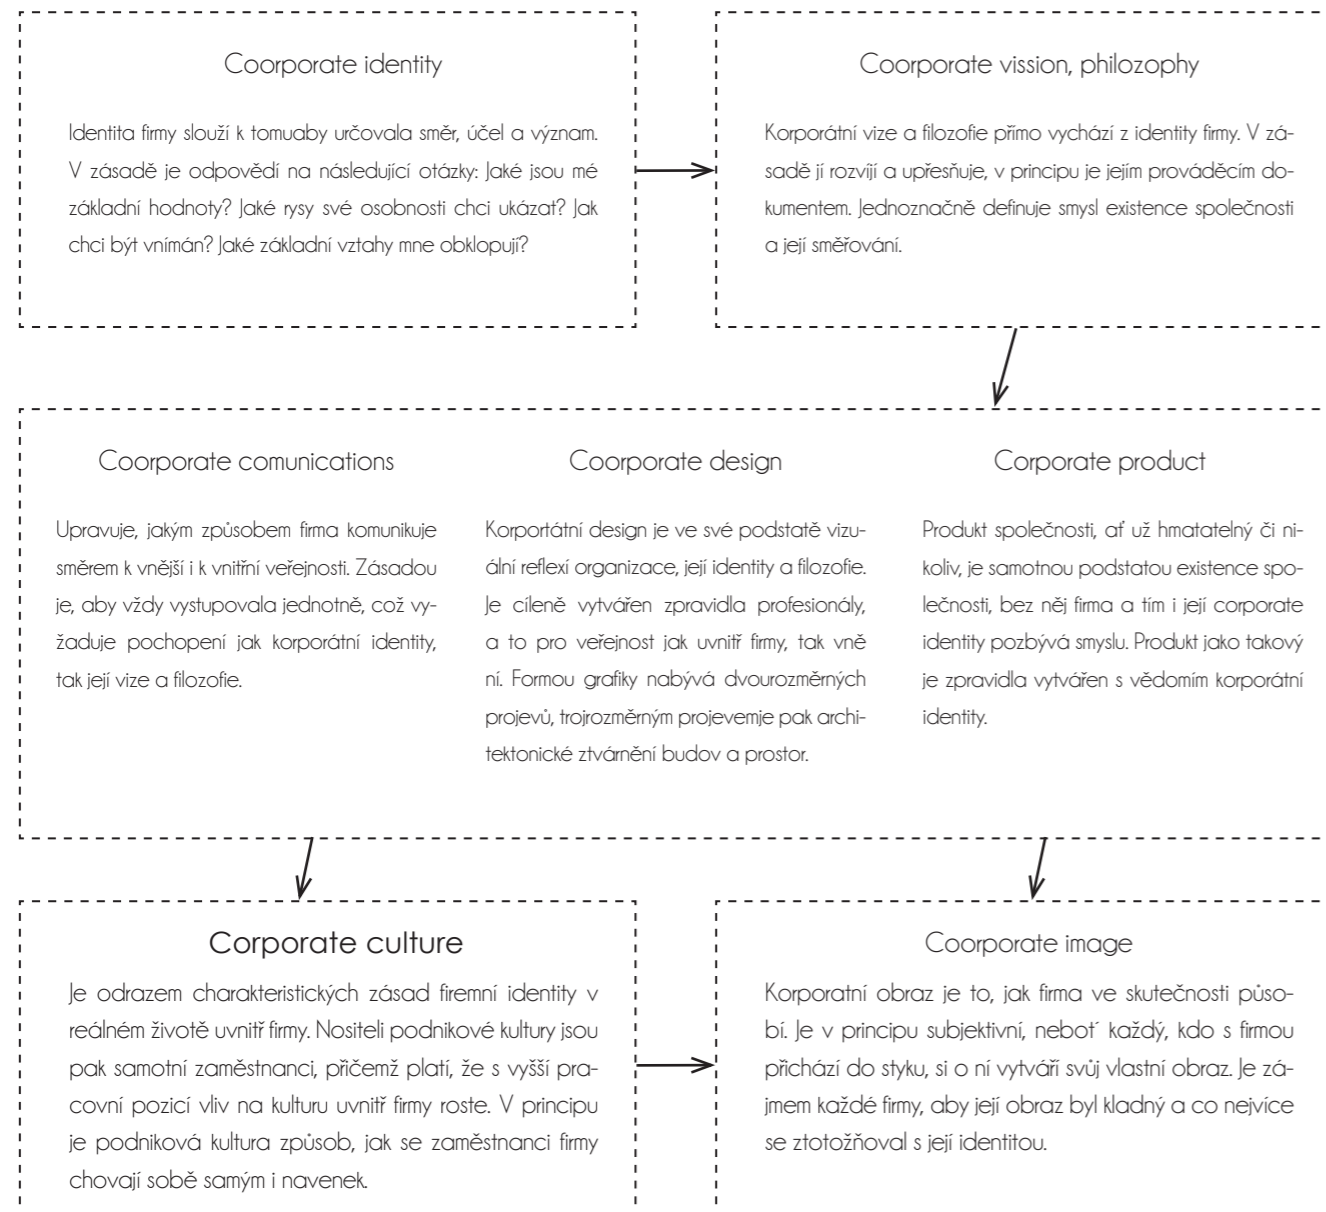 Coorporate identity
Identita firmy slouží k tomuaby určovala směr, účel a význam.
V zásadě je odpovědí na následující otázky: Jaké jsou mé
základní hodnoty? Jaké rysy své osobnosti chci ukázat? Jak
chci být vnímán? Jaké základní vztahy mne obklopují?
Coorporate vission, philozophy
Korporátní vize a filozofie přímo vychází z identity firmy. V zá-
sadě jí rozvíjí a upřesňuje, v principu je jejím prováděcím do-
kumentem. Jednoznačně definuje smysl existence společnosti
a její směřování.
Coorporate comunications
Upravuje, jakým způsobem firma komunikuje
směrem k vnější i k vnitřní veřejnosti. Zásadou
je, aby vždy vystupovala jednotně, což vy-
žaduje pochopení jak korporátní identity,
tak její vize a filozofie.
Coorporate design
Korportátní design je ve své podstatě vizu-
ální reflexí organizace, její identity a filozofie.
Je cíleně vytvářen zpravidla profesionály,
a to pro veřejnost jak uvnitř firmy, tak vně
ní. Formou grafiky nabývá dvourozměrných
projevů, trojrozměrným projevemje pak archi-
tektonické ztvárnění budov a prostor.
Corporate product
Produkt společnosti, ať už hmatatelný či ni-
koliv, je samotnou podstatou existence spo-
lečnosti, bez něj firma a tím i její corporate
identity pozbývá smyslu. Produkt jako takový
je zpravidla vytvářen s vědomím korporátní
identity.
Corporate culture
Je odrazem charakteristických zásad firemní identity v
reálném životě uvnitř firmy. Nositeli podnikové kultury jsou
pak samotní zaměstnanci, přičemž platí, že s vyšší pra-
covní pozicí vliv na kulturu uvnitř firmy roste. V principu
je podniková kultura způsob, jak se zaměstnanci firmy
chovají sobě samým i navenek.
Coorporate image
Korporatní obraz je to, jak firma ve skutečnosti půso-
bí. Je v principu subjektivní, nebot´ každý, kdo s firmou
přichází do styku, si o ní vytváří svůj vlastní obraz. Je zá-
jmem každé firmy, aby její obraz byl kladný a co nejvíce
se ztotožňoval s její identitou.